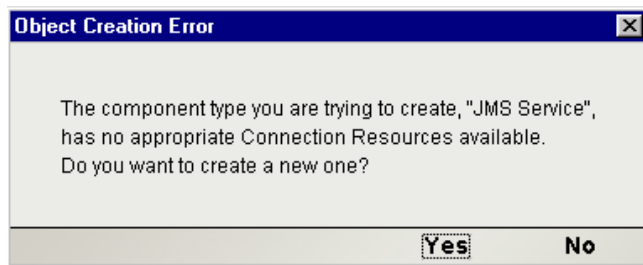 Object Creation Error
The component type you are trying to create, "JMS Service",
has no appropriate Connection Resources available.
Do you want to create a new one?
Yes No